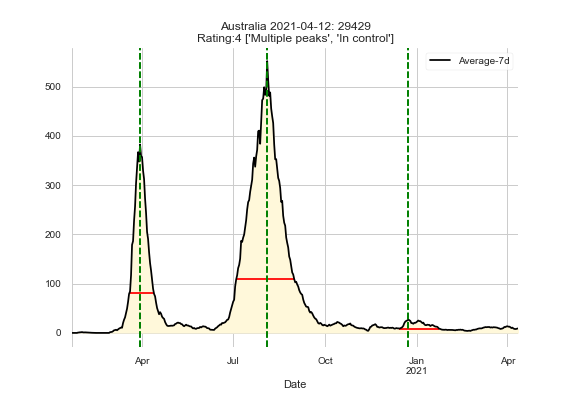 Australia 2021-04-12: 29429
Rating:4 ['Multiple peaks', 'In control']
Average-7d
500
400
300
200
100
0
Apr
Jul
Oct
Jan
2021
Apr
Date